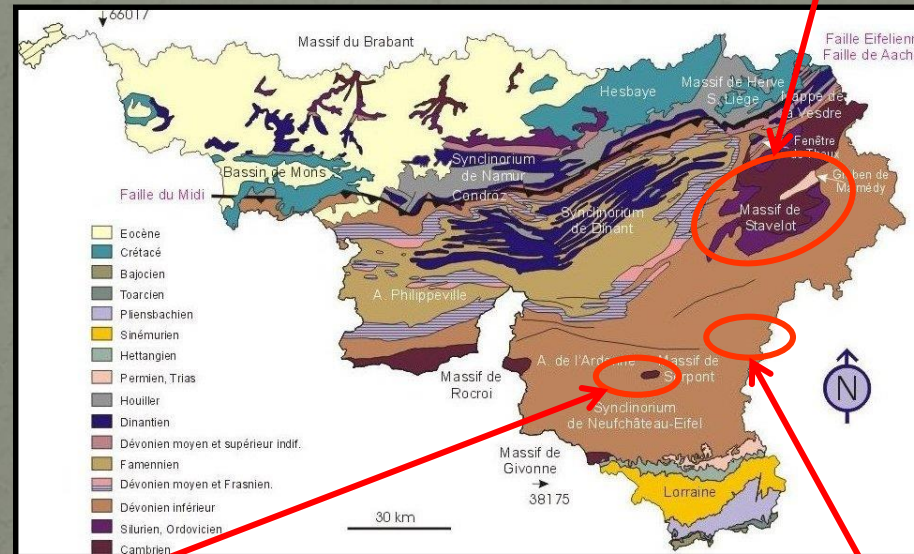 66017
Massif du Brabant
Faille Eifelienne
Faille de Aach
Hesbaye
Massif de Herve
S. Liège
Nappe de
la Vesdre
Fenêtre
de Theux
Graben de
Malmédy
Massif de
Stavelot
Synclinorium
de Namur
Condroz
Bassin de Mons
Faille du Midi
Synclinorium
de Dinant
A. Philippeville
A. de l'Ardenne
Massif de
Serpont
Massif de
Rocroi
Synclinorium
de Neufchâteau-Eifel
Massif de
Givonne
38175
Lorraine
30 km
N
Eocène
Crétacé
Bajocien
Toarcien
Pliensbachien
Sinémurien
Hettangien
Permien, Trias
Houiller
Dinantien
Dévonien moyen et supérieur indif.
Famennien
Dévonien moyen et Frasnien.
Dévonien inférieur
Silurien, Ordovicien
Cambrien